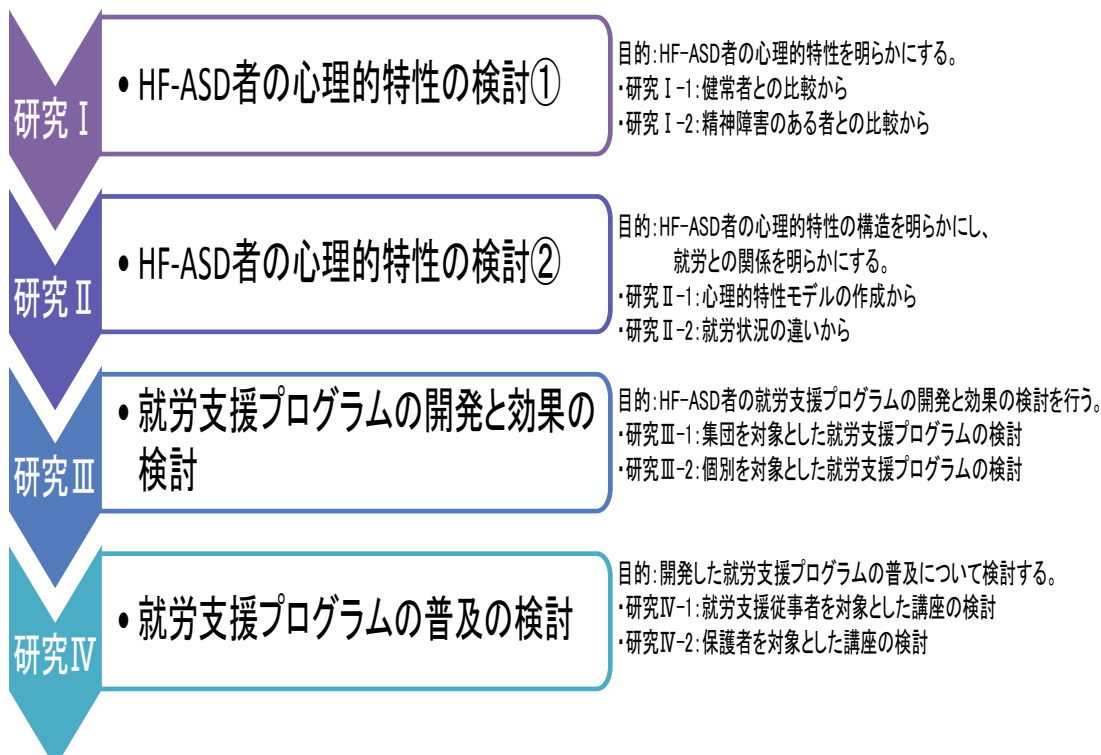 研究Ⅰ
• HF-ASD者の心理的特性の検討①
目的:HF-ASD者の心理的特性を明らかにする。
・研究Ⅰ-1:健常者との比較から
・研究Ⅰ-2:精神障害のある者との比較から
研究Ⅱ
• HF-ASD者の心理的特性の検討②
目的:HF-ASD者の心理的特性の構造を明らかにし、
就労との関係を明らかにする。
・研究Ⅱ-1:心理的特性モデルの作成から
・研究Ⅱ-2:就労状況の違いから
研究Ⅲ
• 就労支援プログラムの開発と効果の
検討
目的:HF-ASD者の就労支援プログラムの開発と効果の検討を行う。
・研究Ⅲ-1:集団を対象とした就労支援プログラムの検討
・研究Ⅲ-2:個別を対象とした就労支援プログラムの検討
研究Ⅳ
• 就労支援プログラムの普及の検討
目的:開発した就労支援プログラムの普及について検討する。
・研究Ⅳ-1:就労支援従事者を対象とした講座の検討
・研究Ⅳ-2:保護者を対象とした講座の検討